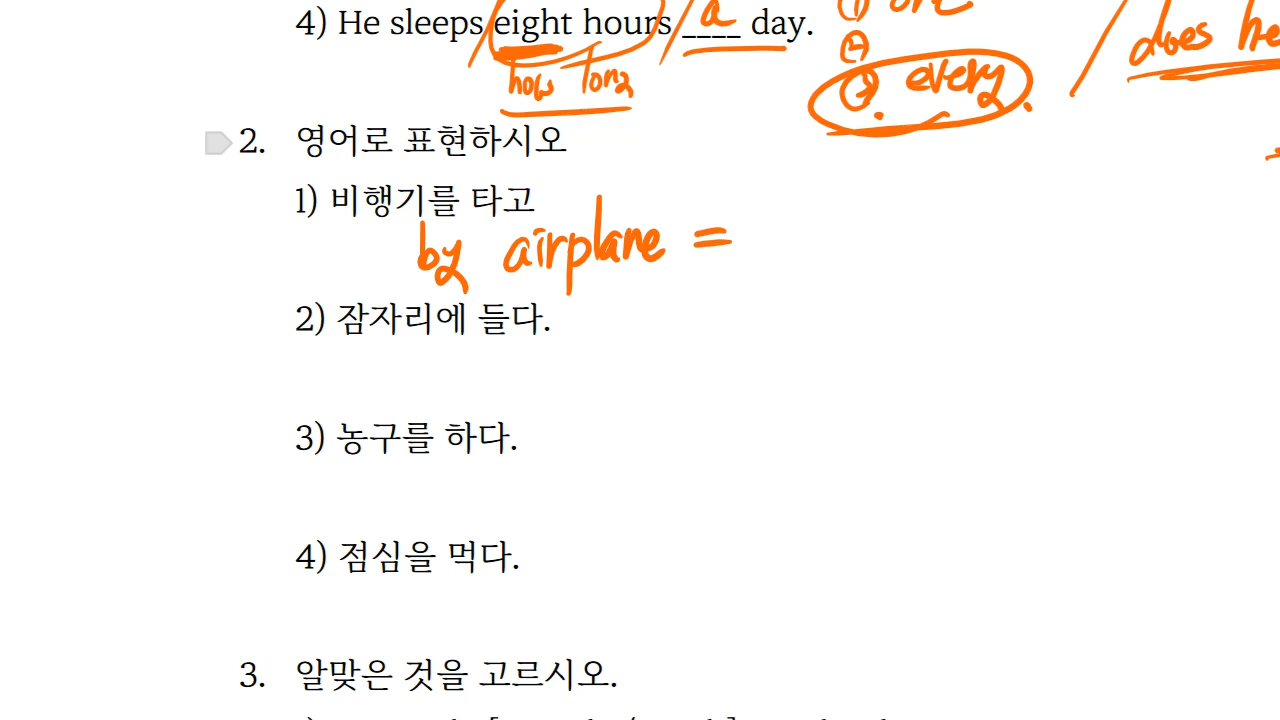 4) He sleeps eight hours a ____ day.
how long
②
③ every.
does he
2. 영어로 표현하시오
1) 비행기를 타고
by airplane =
2) 잠자리에 들다.
3) 농구를 하다.
4) 점심을 먹다.
3. 알맞은 것을 고르시오.